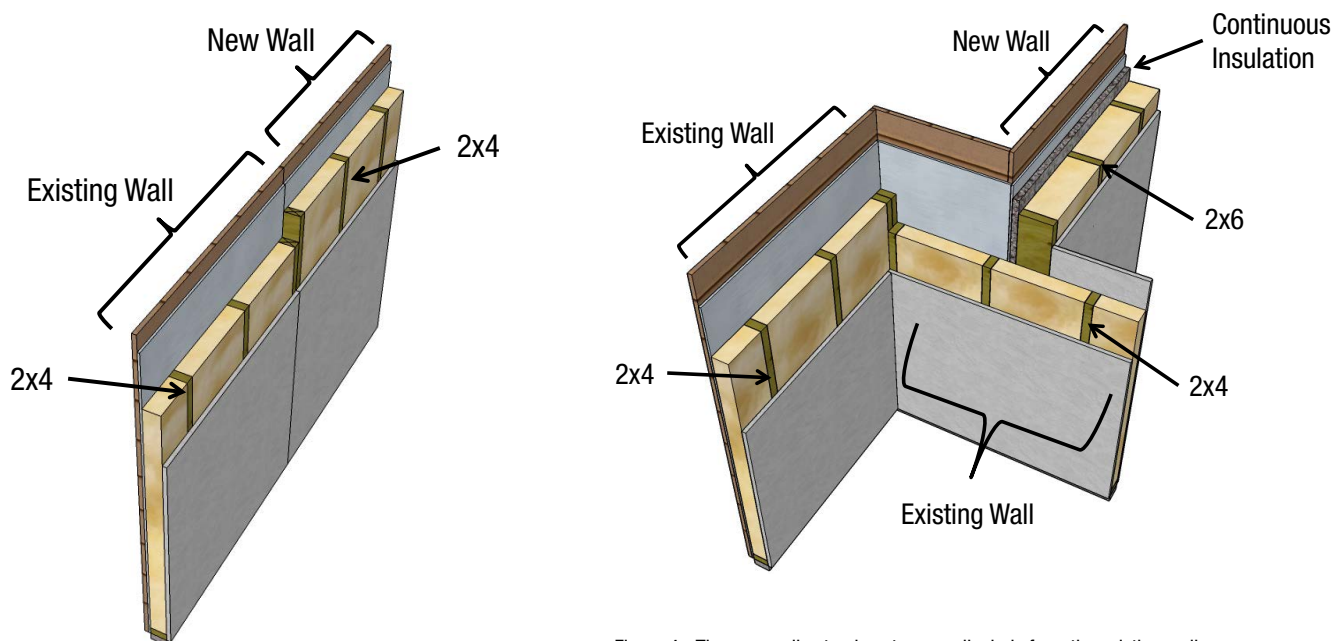 New Wall
Existing Wall
2x4
2x4
New Wall
Continuous
Insulation
Existing Wall
2x6
2x4
2x4
Existing Wall